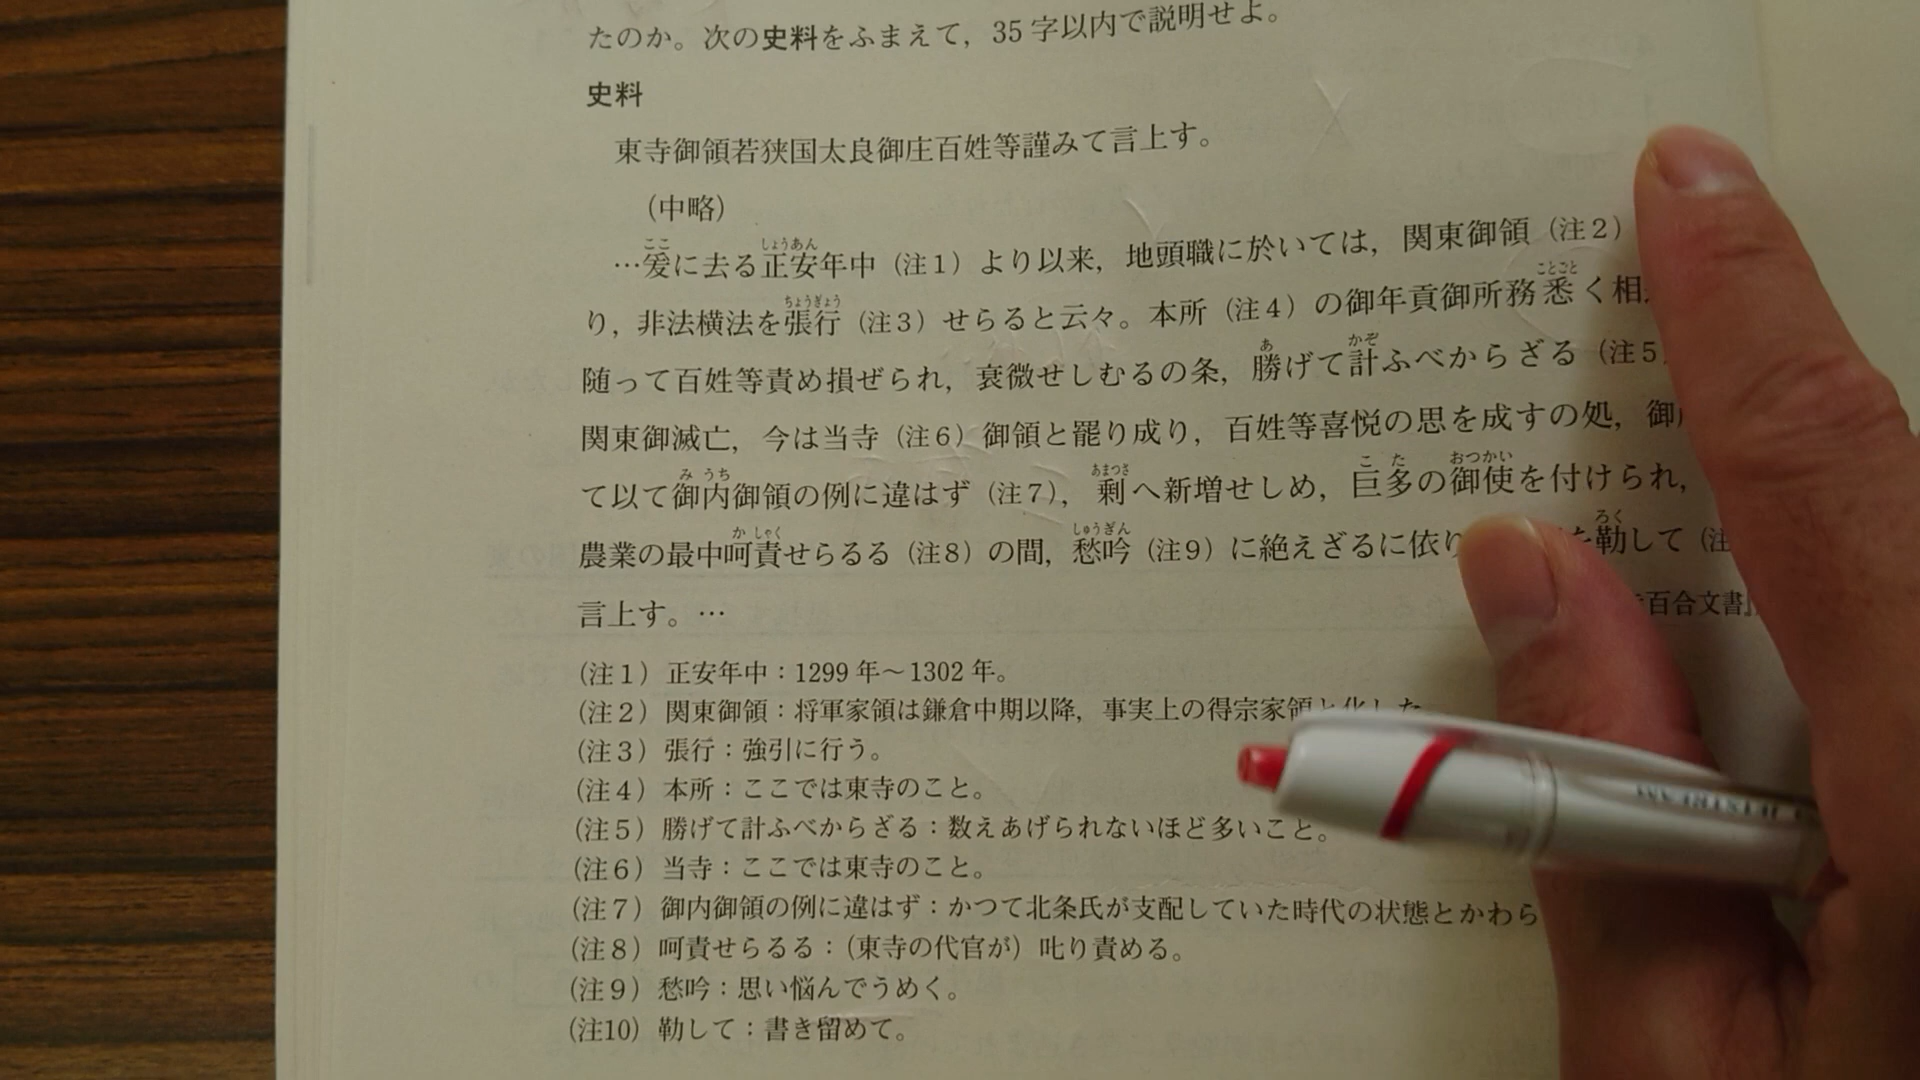 たのか。次の史料をふまえて，35字以内で説明せよ。
史料
東寺御領若狭国太良御庄百姓等謹みて言上す。
（中略）
…爰に去る正安年中（注1）より以来，地頭職に於いては，関東御領（注2）
り，非法横法を張行（注3）せらると云々。本所（注4）の御年貢御所務悉く相
随って百姓等責め損ぜられ，衰微せしむるの条，勝げて計ふべからざる（注5
関東御滅亡，今は当寺（注6）御領と罷り成り，百姓等喜悦の思を成すの処，御
て以て御内御領の例に違はず（注7），剰へ新増せしめ，巨多の御使を付けられ，
農業の最中呵責せらるる（注8）の間，愁吟（注9）に絶えざるに依り を勒して（注
言上す。…
百合文書』
（注1）正安年中：1299年～1302年。
（注2）関東御領：将軍家領は鎌倉中期以降，事実上の得宗家領と化した
（注3）張行：強引に行う。
（注4）本所：ここでは東寺のこと。
（注5）勝げて計ふべからざる：数えあげられないほど多いこと。
（注6）当寺：ここでは東寺のこと。
（注7）御内御領の例に違はず：かつて北条氏が支配していた時代の状態とかわら
（注8）呵責せらるる：（東寺の代官が）叱り責める。
（注9）愁吟：思い悩んでうめく。
（注10）勒して：書き留めて。
JETSTREAM